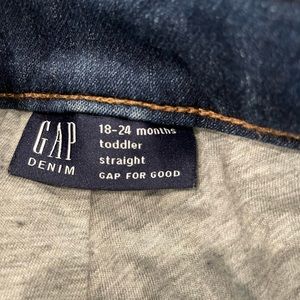 GAP
DENIM
18-24 months
toddler
straight
GAP FOR GOOD